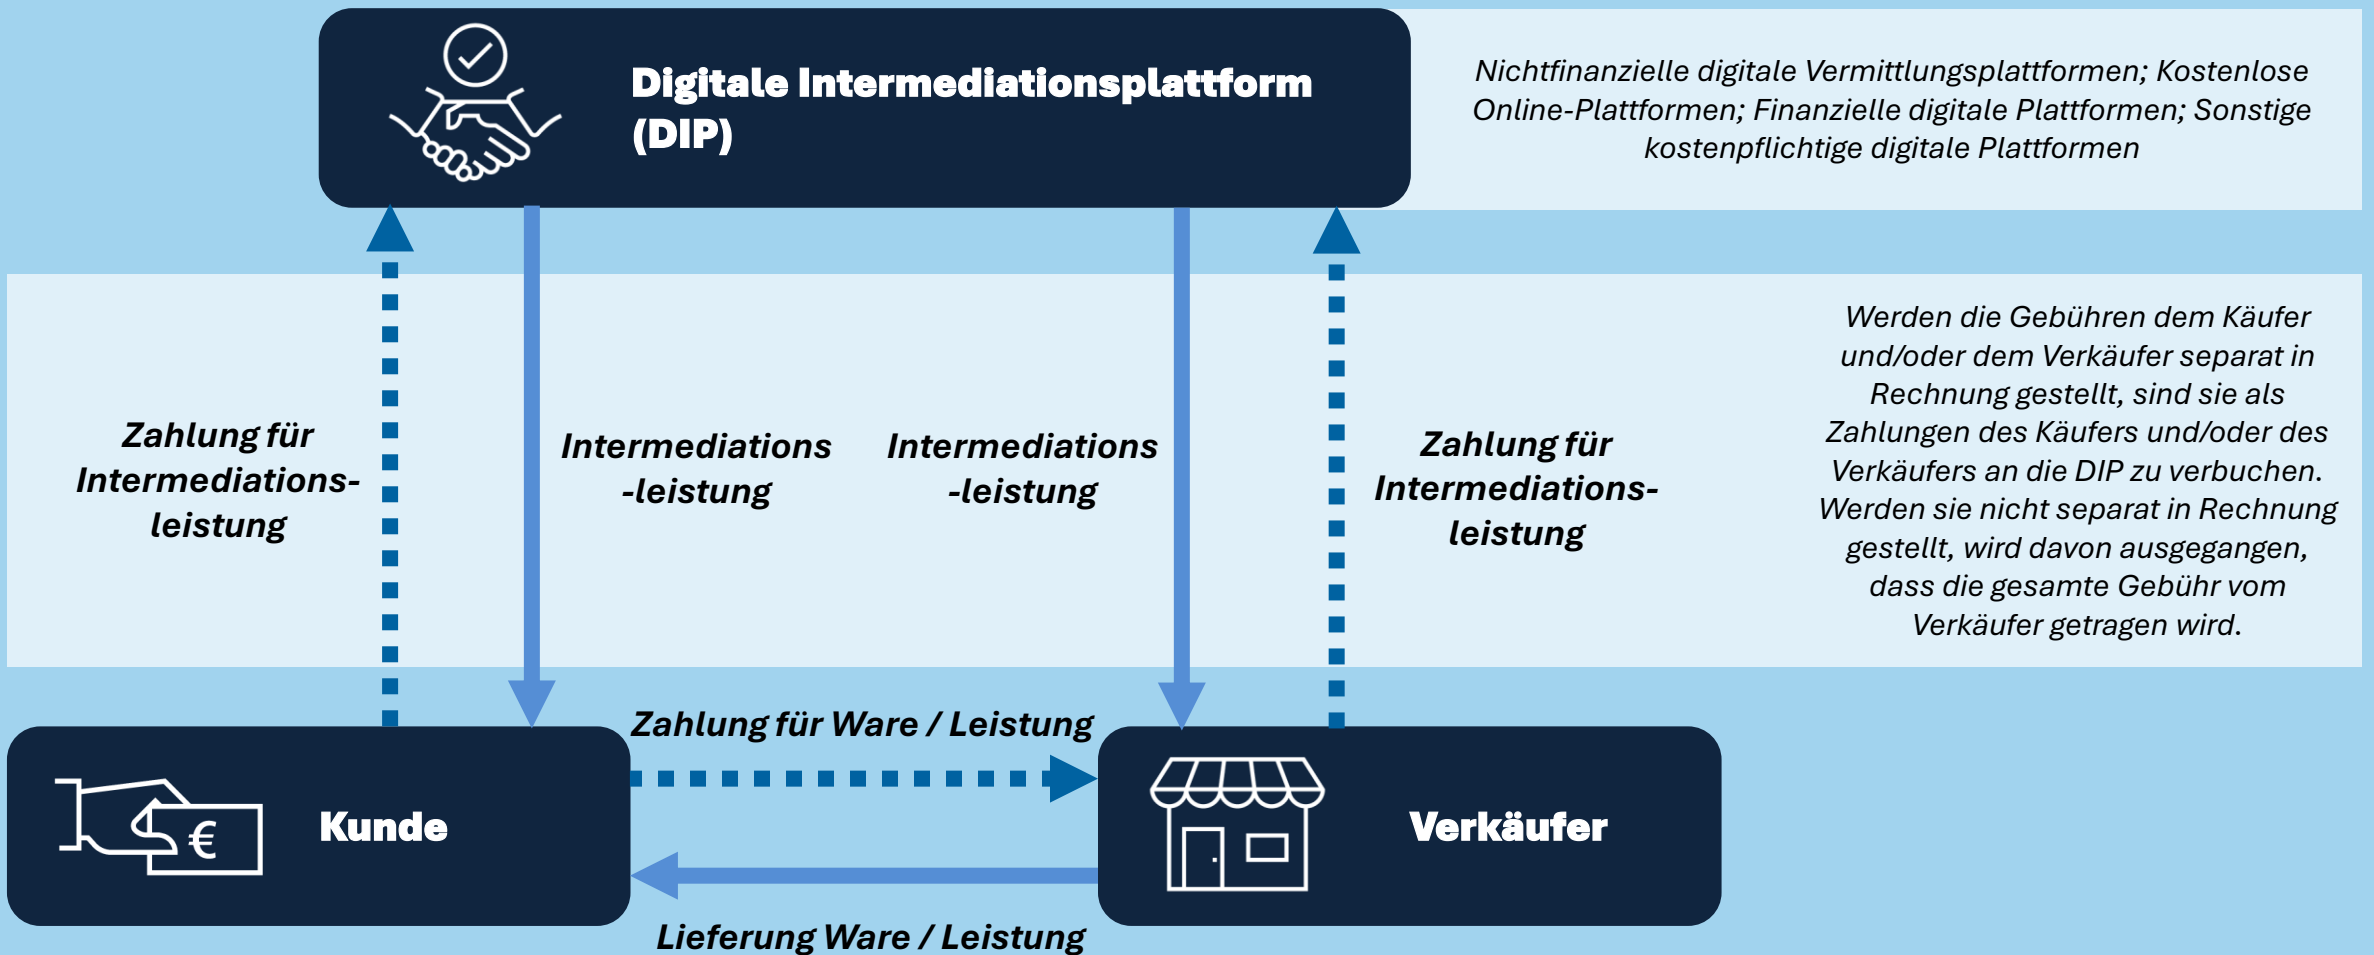 Digitale Intermediationsplattform
(DIP)
Nichtfinanzielle digitale Vermittlungsplattformen; Kostenlose
Online-Plattformen; Finanzielle digitale Plattformen; Sonstige
kostenpflichtige digitale Plattformen
Zahlung für
Intermediations-
leistung
Intermediations
-leistung
Intermediations
-leistung
Zahlung für
Intermediations-
leistung
Werden die Gebühren dem Käufer
und/oder dem Verkäufer separat in
Rechnung gestellt, sind sie als
Zahlungen des Käufers und/oder des
Verkäufers an die DIP zu verbuchen.
Werden sie nicht separat in Rechnung
gestellt, wird davon ausgegangen,
dass die gesamte Gebühr vom
Verkäufer getragen wird.
Zahlung für Ware / Leistung
€
Kunde
Verkäufer
Lieferung Ware / Leistung